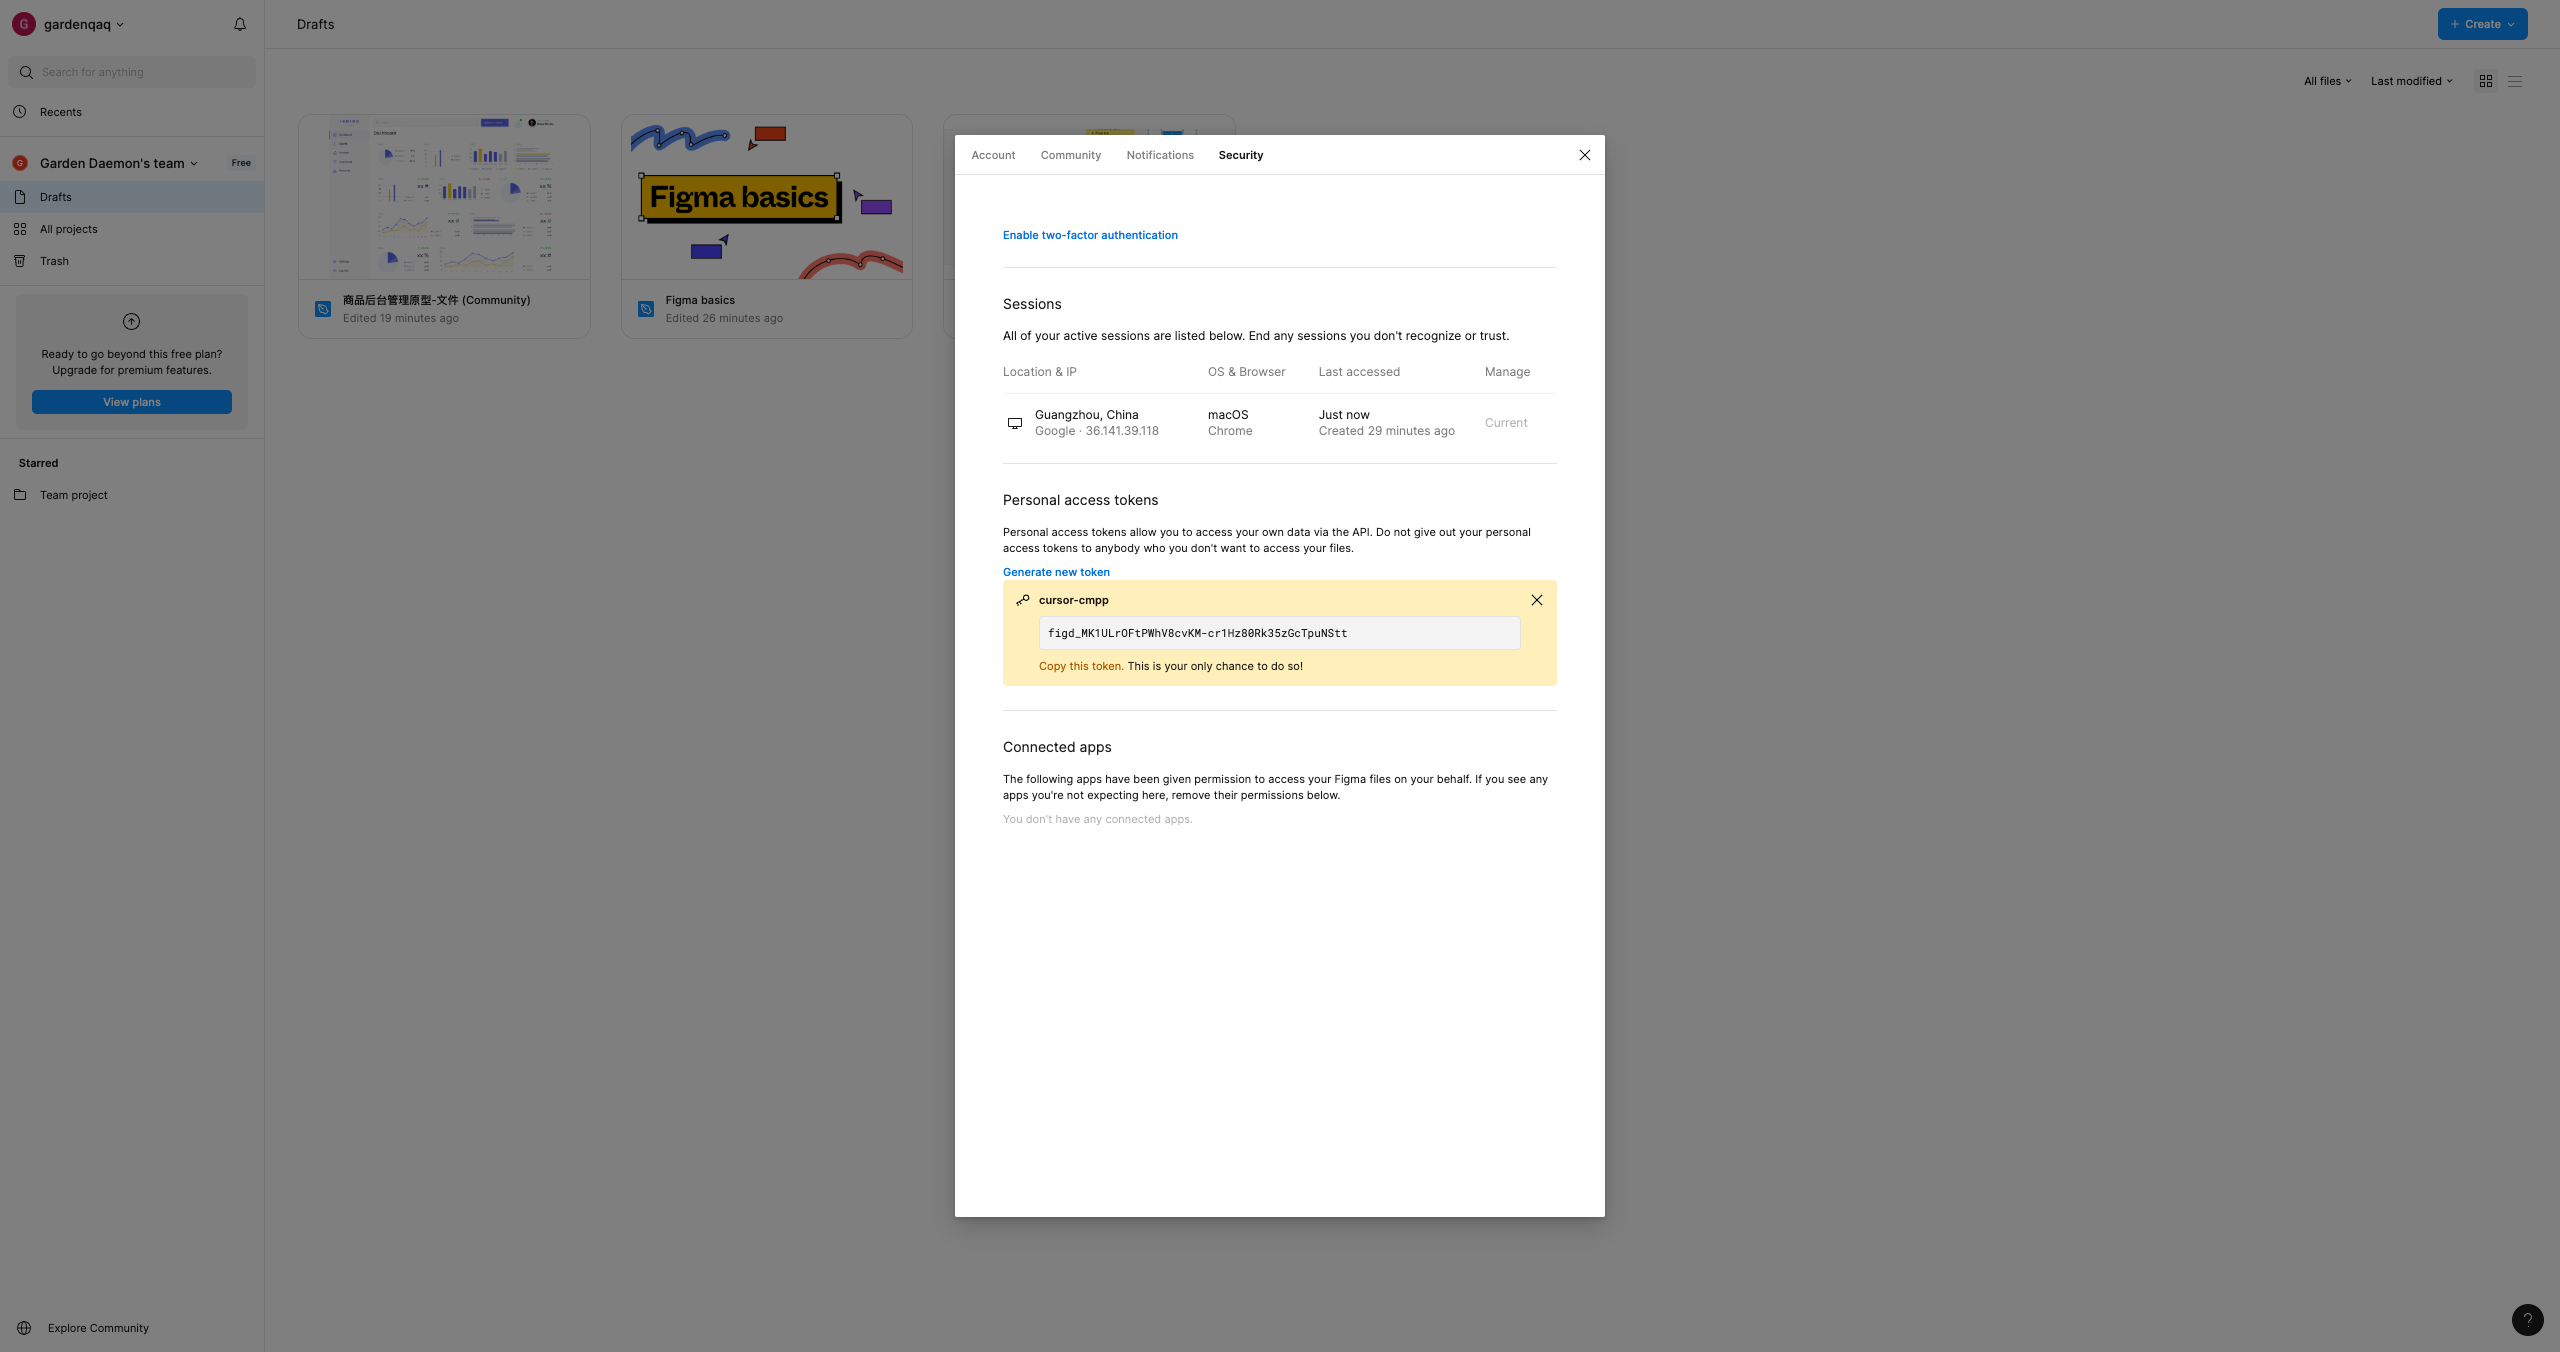 G gardenqaq
Search for anything
Recents
G Garden Daemon's team Free
Drafts
All projects
Trash
Ready to go beyond this free plan?
Upgrade for premium features.
View plans
Starred
Team project
Explore Community
Drafts
Create
All files Last modified
Dashboard
商品后台管理原型-文件 (Community)
Edited 19 minutes ago
Figma basics
Figma basics
Edited 26 minutes ago
Account Community Notifications Security
Enable two-factor authentication
Sessions
All of your active sessions are listed below. End any sessions you don't recognize or trust.
Location & IP OS & Browser Last accessed Manage
Guangzhou, China macOS Just now
Google · 36.141.39.118 Chrome Created 29 minutes ago Current
Personal access tokens
Personal access tokens allow you to access your own data via the API. Do not give out your personal
access tokens to anybody who you don't want to access your files.
Generate new token
cursor-cmpp
figd_MK1ULrOFtPWhV8cvKM-cr1Hz80Rk35zGcTpuNStt
Copy this token. This is your only chance to do so!
Connected apps
The following apps have been given permission to access your Figma files on your behalf. If you see any
apps you're not expecting here, remove their permissions below.
You don't have any connected apps.
?